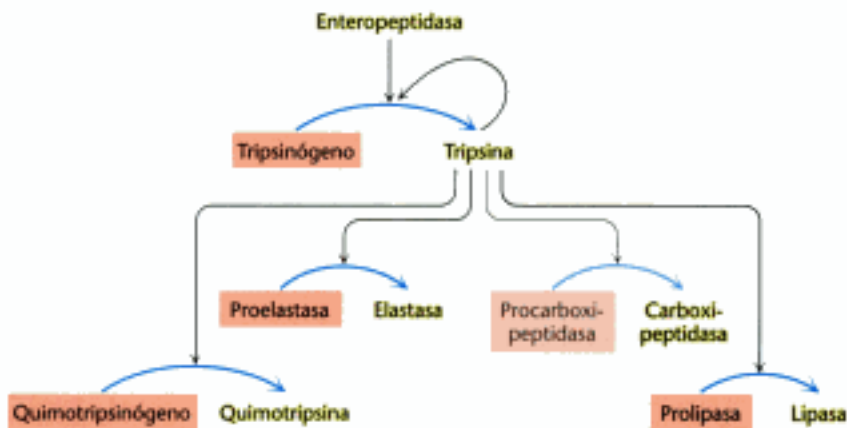 Enteropeptidasa
Tripsinógeno
Tripsina
Proelastasa
Elastasa
Procarboxi-
peptidasa
Carboxi-
peptidasa
Quimotripsinógeno
Quimotripsina
Prolipasa
Lipasa